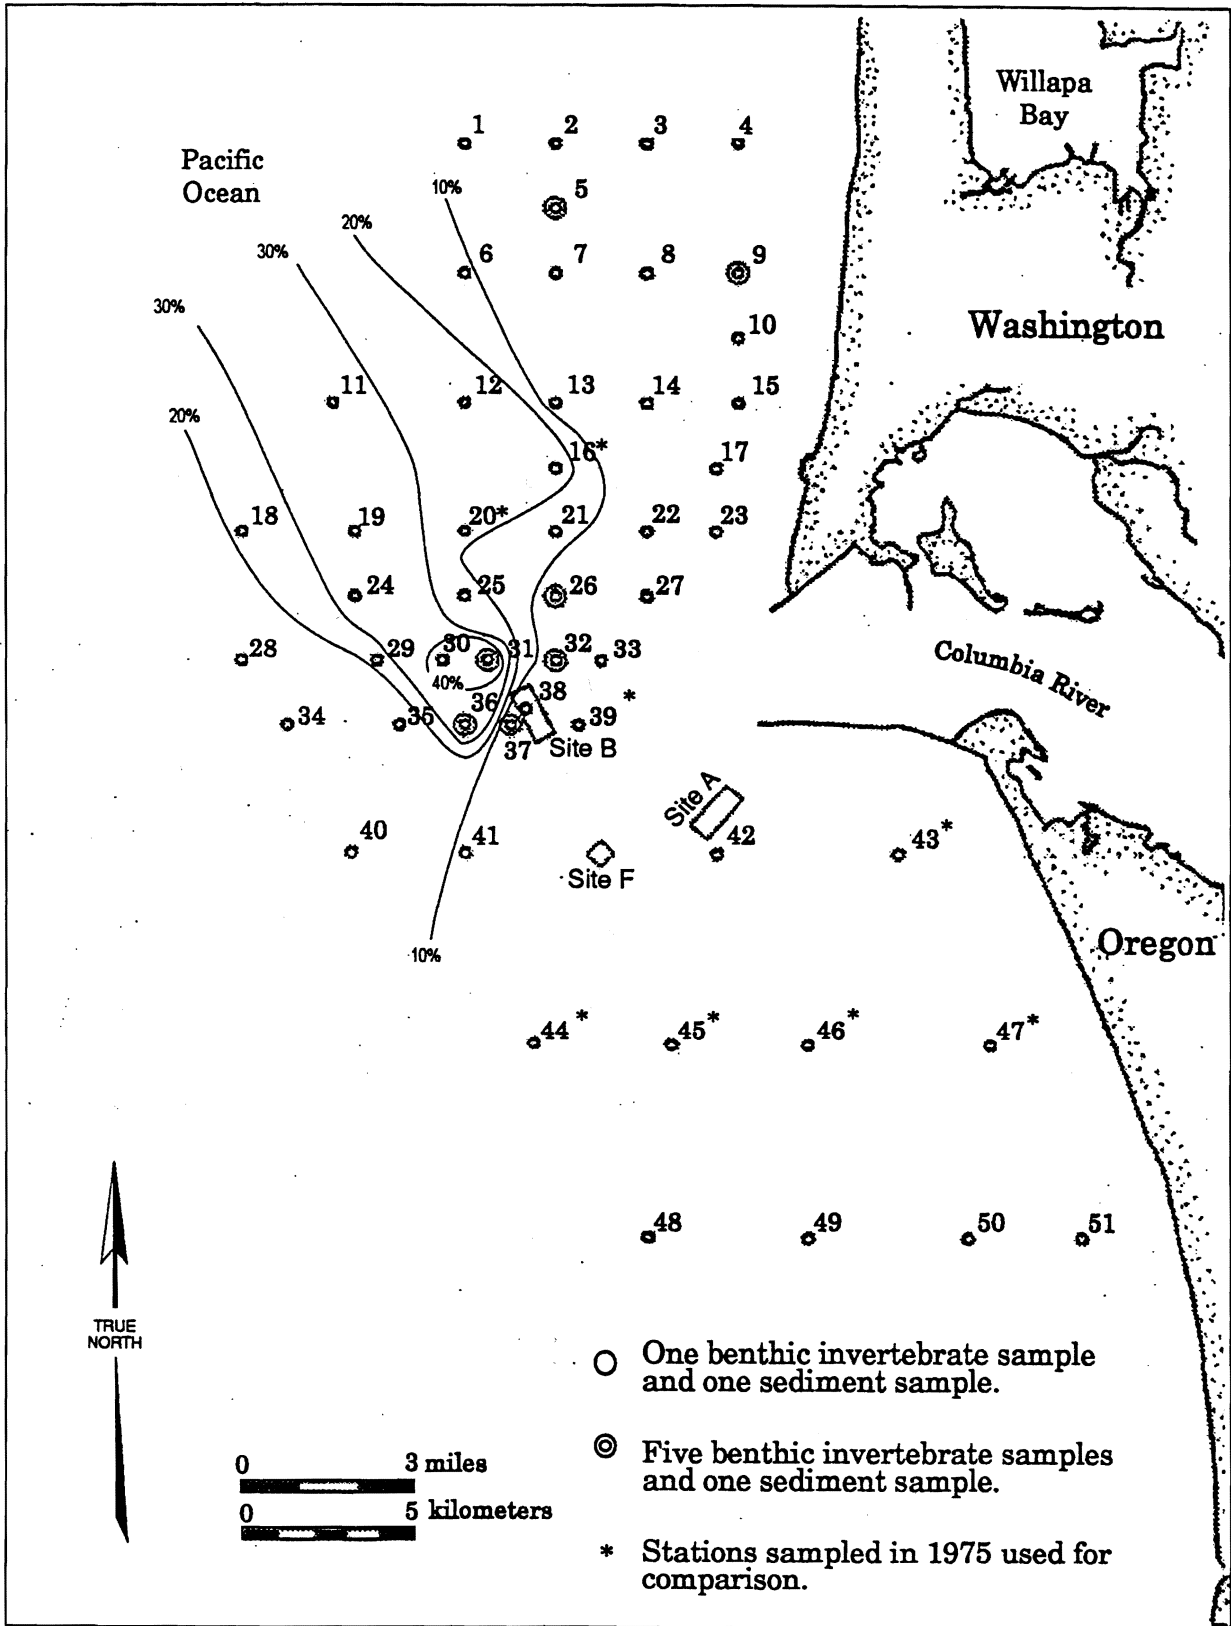 1 2 3 4
Willapa
Bay
Pacific
Ocean
10% 5
20%
30% 6 7 8 9
30%
10
Washington
11 12 13 14 15
20%
16* 17
18 19 20* 21 22 23
24 25 26 27
28 29 30 31 32 33
40%
Columbia River
34 35 36 37 38 39 *
Site B
Site A
40 41 42 43*
Site F
10%
Oregon
44* 45* 46* 47*
48 49 50 51
TRUE
NORTH
One benthic invertebrate sample
and one sediment sample.
Five benthic invertebrate samples
and one sediment sample.
0 3 miles
0 5 kilometers
* Stations sampled in 1975 used for
comparison.